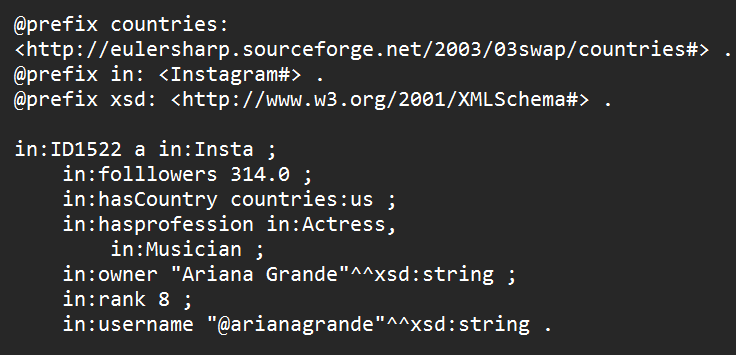 @prefix countries:
<http://eulersharp.sourceforge.net/2003/03swap/countries#> .
@prefix in: <Instagram#> .
@prefix xsd: <http://www.w3.org/2001/XMLSchema#> .

in:ID1522 a in:Insta ;
    in:folllowers 314.0 ;
    in:hasCountry countries:us ;
    in:hasprofession in:Actress,
        in:Musician ;
    in:owner "Ariana Grande"^^xsd:string ;
    in:rank 8 ;
    in:username "@arianagrande"^^xsd:string .